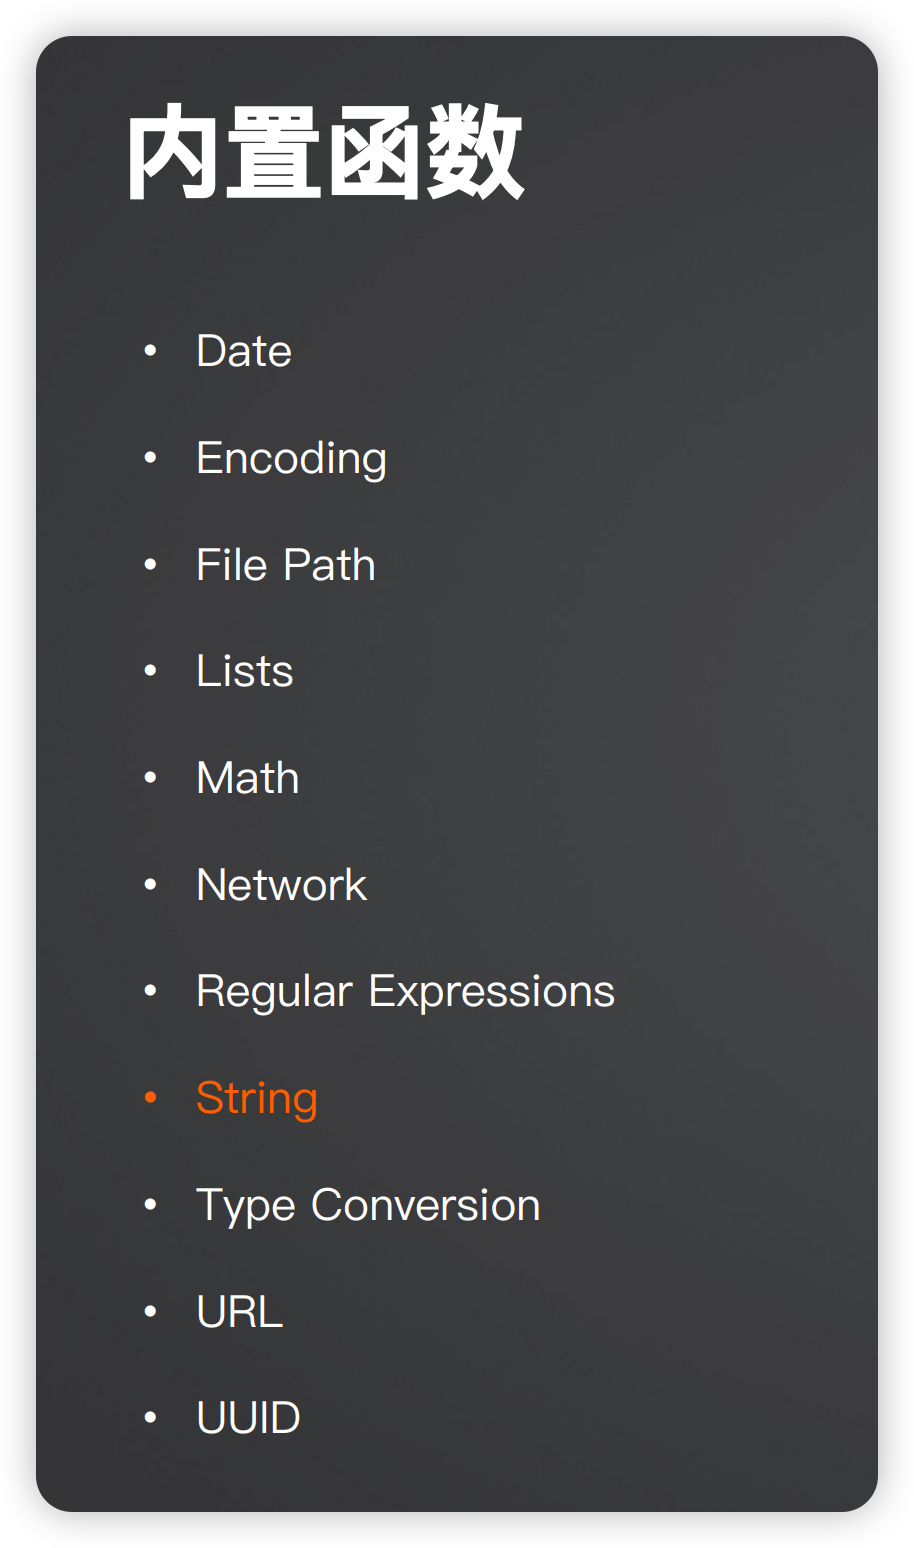 内置函数
• Date
• Encoding
• File Path
• Lists
• Math
• Network
• Regular Expressions
• String
• Type Conversion
• URL
• UUID